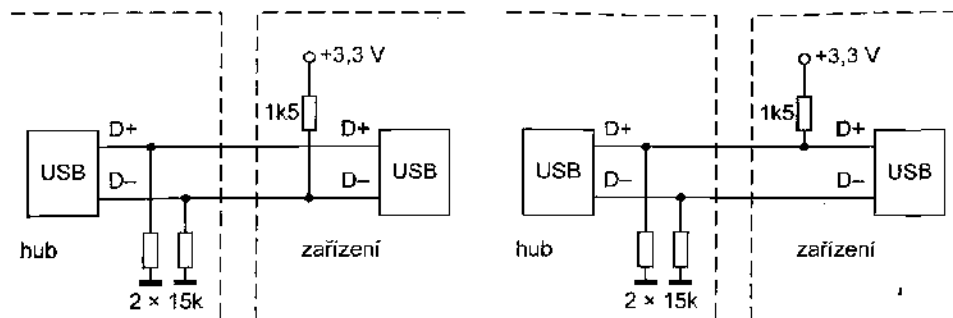 +3,3 V
1k5
D+
D+
USB
USB
D–
D–
hub
zařízení
2 × 15k
+3,3 V
1k5
D+
D+
USB
USB
D–
D–
hub
zařízení
2 × 15k